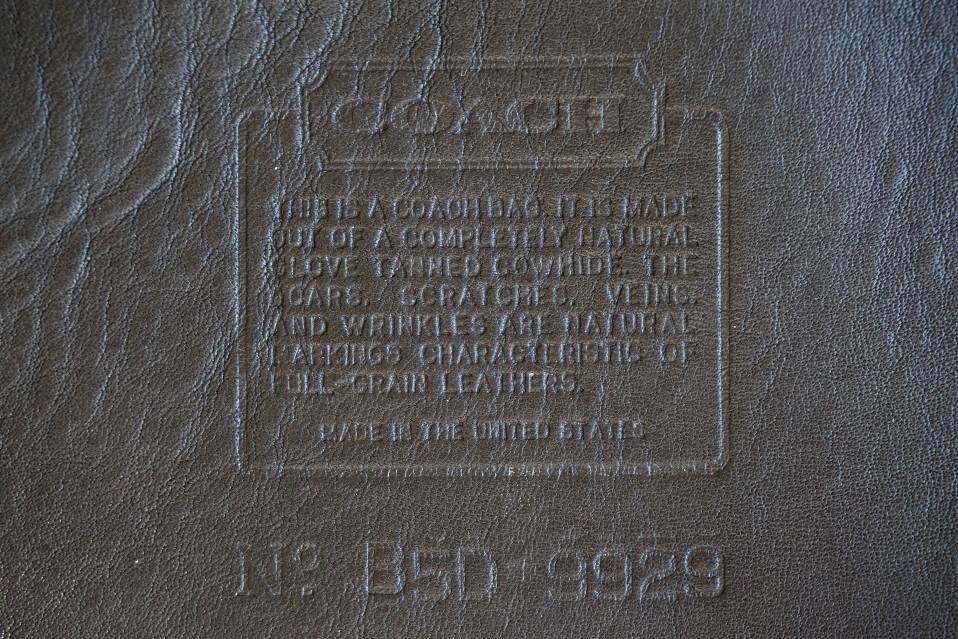 COACH
THIS IS A COACH BAG. IT IS MADE
OUT OF A COMPLETELY NATURAL
GLOVE TANNED COWHIDE. THE
SCARS, SCRATCHES, VEINS,
AND WRINKLES ARE NATURAL
MARKINGS CHARACTERISTIC OF
FULL-GRAIN LEATHERS.
MADE IN THE UNITED STATES
Nº B5D 9929